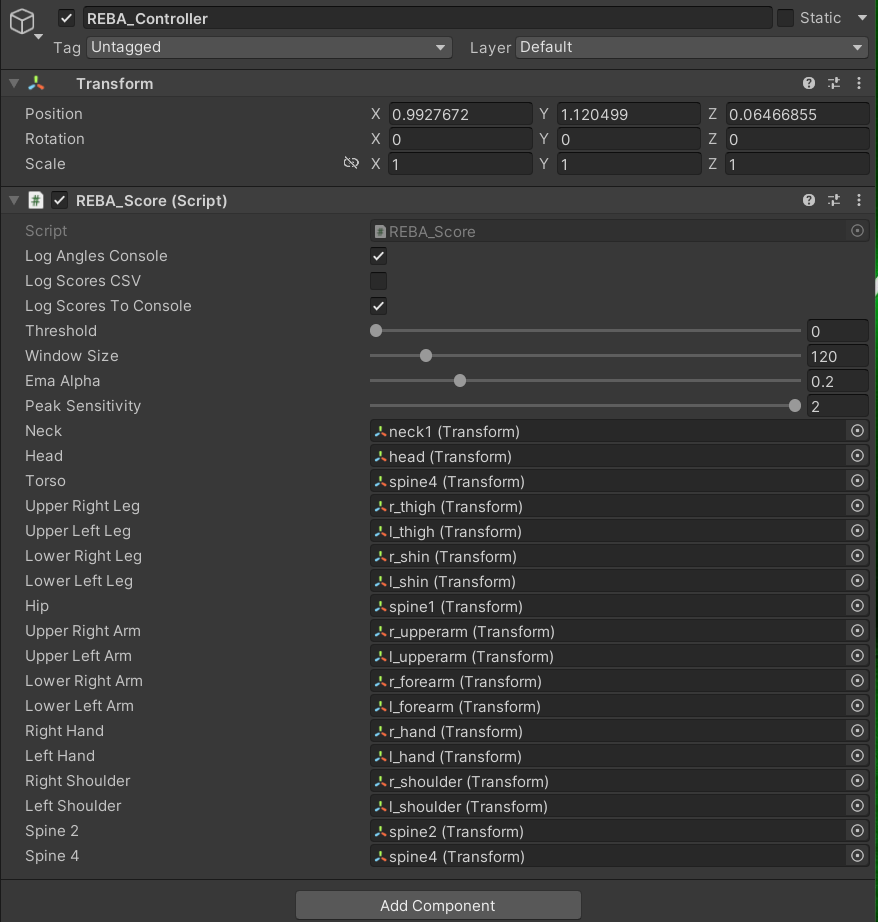 REBA_Controller Static
Tag Untagged Layer Default
Transform
Position X 0.9927672 Y 1.120499 Z 0.06466855
Rotation X 0 Y 0 Z 0
Scale X 1 Y 1 Z 1
# REBA_Score (Script)
Script # REBA_Score
Log Angles Console
Log Scores CSV
Log Scores To Console
Threshold 0
Window Size 120
Ema Alpha 0.2
Peak Sensitivity 2
Neck neck1 (Transform)
Head head (Transform)
Torso spine4 (Transform)
Upper Right Leg r_thigh (Transform)
Upper Left Leg l_thigh (Transform)
Lower Right Leg r_shin (Transform)
Lower Left Leg l_shin (Transform)
Hip spine1 (Transform)
Upper Right Arm r_upperarm (Transform)
Upper Left Arm l_upperarm (Transform)
Lower Right Arm r_forearm (Transform)
Lower Left Arm l_forearm (Transform)
Right Hand r_hand (Transform)
Left Hand l_hand (Transform)
Right Shoulder r_shoulder (Transform)
Left Shoulder l_shoulder (Transform)
Spine 2 spine2 (Transform)
Spine 4 spine4 (Transform)
Add Component